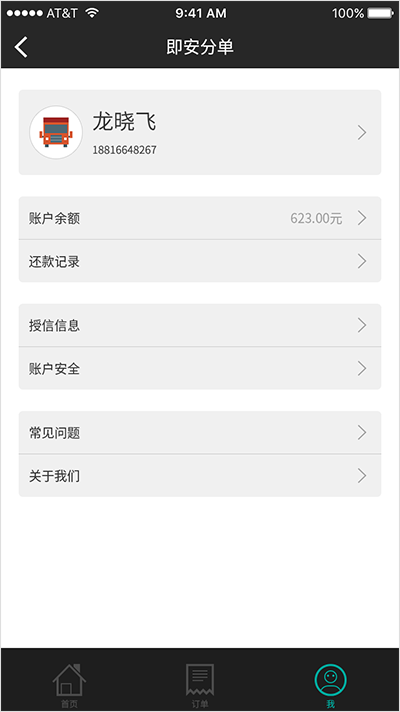 AT&T 9:41 AM 100%
即安分单
龙晓飞
18816648267
账户余额 623.00元
还款记录
授信信息
账户安全
常见问题
关于我们
首页 订单 我